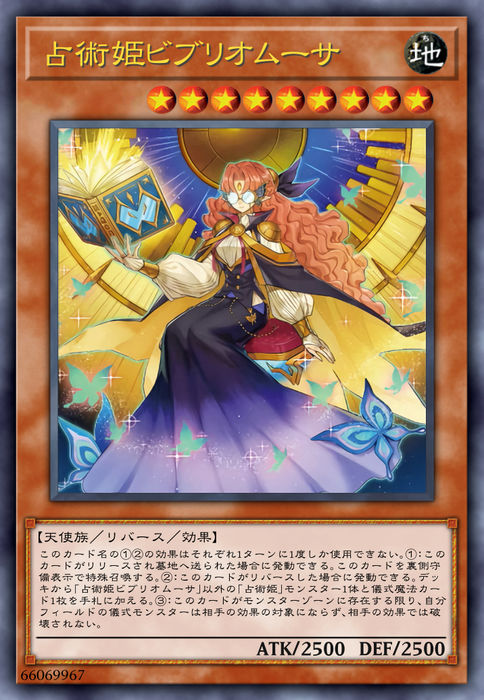 占術姫ビブリオムーサ
ち
地
【天使族／リバース／効果】
このカード名の①②の効果はそれぞれ1ターンに1度しか使用できない。①：この
カードがリリースされ墓地へ送られた場合に発動できる。このカードを裏側守
備表示で特殊召喚する。②：このカードがリバースした場合に発動できる。デッ
キから「占術姫ビブリオムーサ」以外の「占術姫」モンスター1体と儀式魔法カー
ド1枚を手札に加える。③：このカードがモンスターゾーンに存在する限り、自分
フィールドの儀式モンスターは相手の効果の対象にならず、相手の効果では破
壊されない。
ATK/2500 DEF/2500
66069967